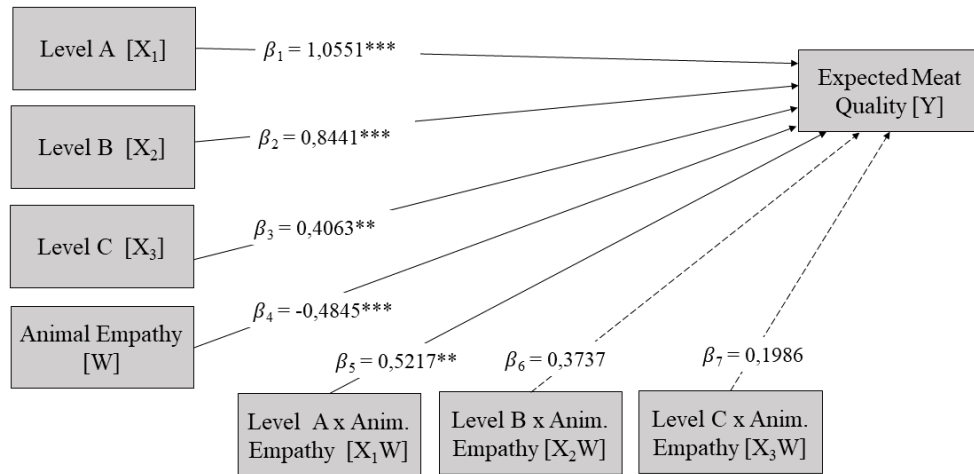 Level A [X₁]
β₁ = 1,0551***
Expected Meat
Quality [Y]
Level B [X₂]
β₂ = 0,8441***
Level C [X₃]
β₃ = 0,4063**
Animal Empathy
[W]
β₄ = -0,4845***
β₅ = 0,5217**
β₆ = 0,3737
β₇ = 0,1986
Level A x Anim.
Empathy [X₁W]
Level B x Anim.
Empathy [X₂W]
Level C x Anim.
Empathy [X₃W]